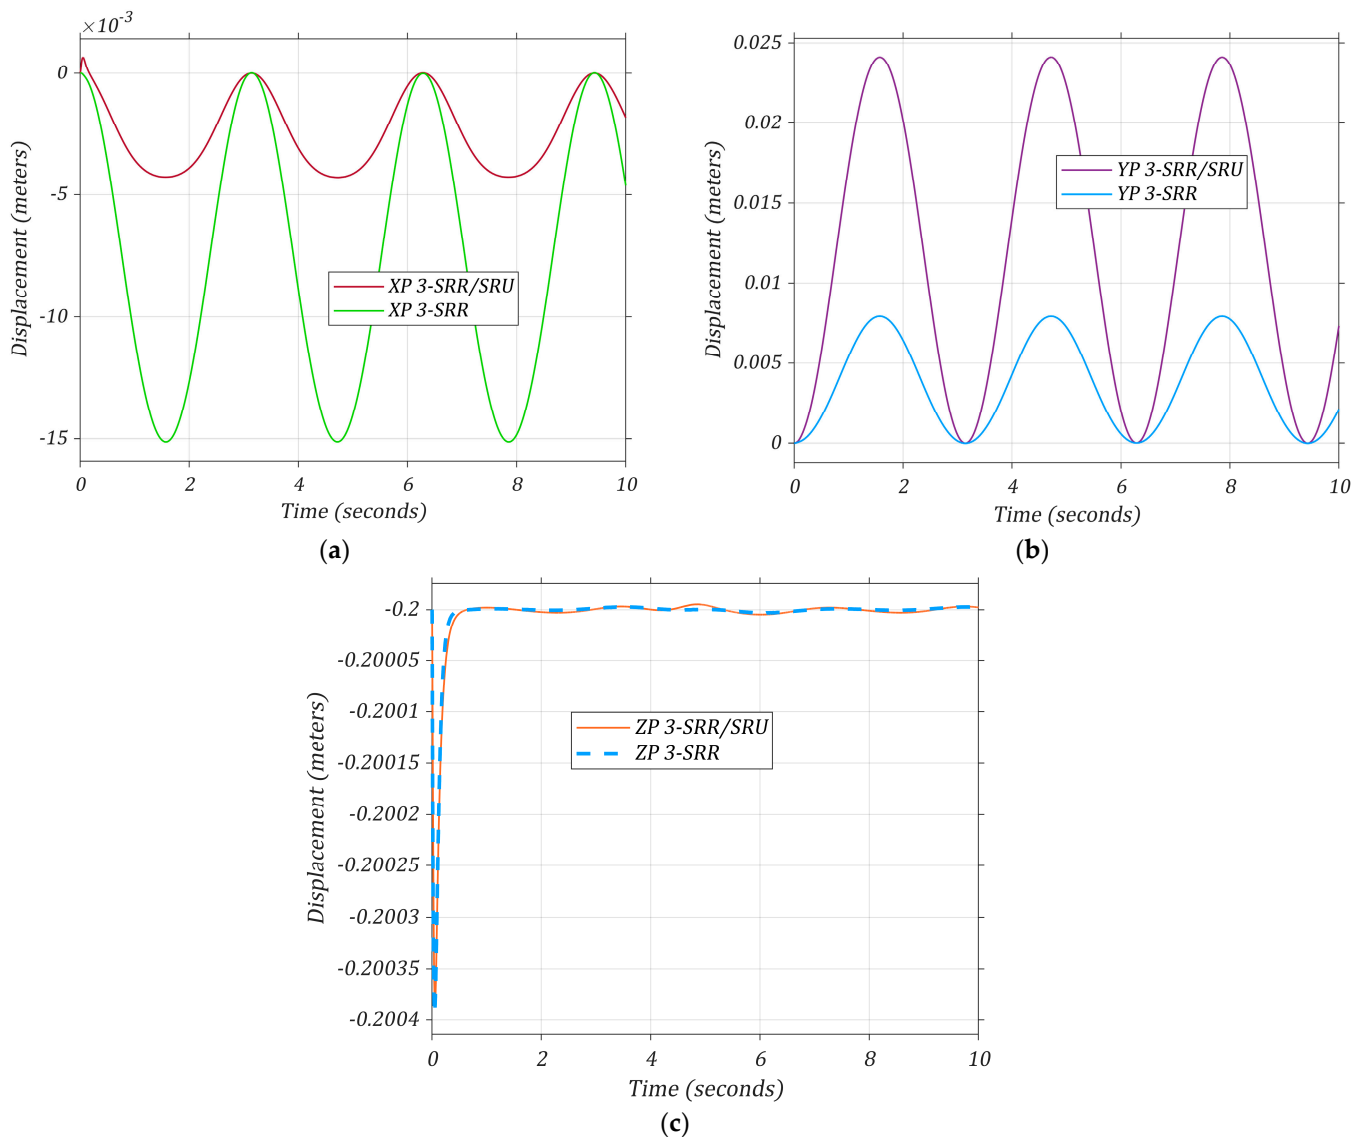 ×10⁻³
0
-5
-10
-15
0 2 4 6 8 10
Displacement (meters)
Time (seconds)
XP 3-SRR/SRU
XP 3-SRR
(a)
0.025
0.02
0.015
0.01
0.005
0
0 2 4 6 8 10
Displacement (meters)
Time (seconds)
YP 3-SRR/SRU
YP 3-SRR
(b)
-0.2
-0.20005
-0.2001
-0.20015
-0.2002
-0.20025
-0.2003
-0.20035
-0.2004
0 2 4 6 8 10
Displacement (meters)
Time (seconds)
ZP 3-SRR/SRU
ZP 3-SRR
(c)